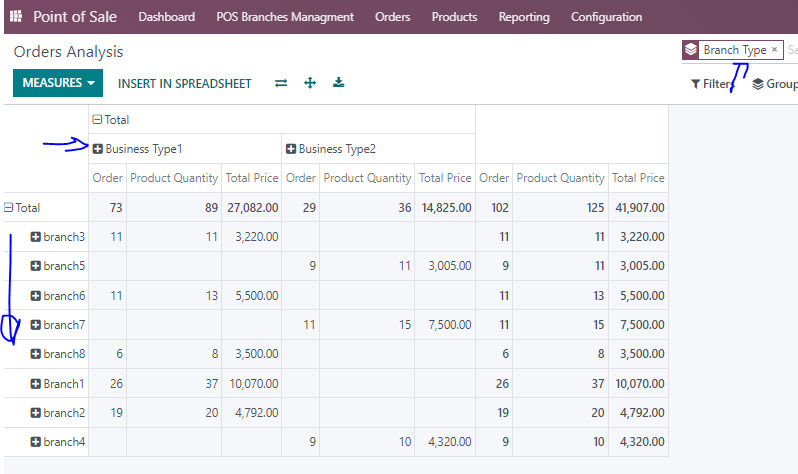 Point of Sale Dashboard POS Branches Managment Orders Products Reporting Configuration
Orders Analysis Branch Type × Se
MEASURES INSERT IN SPREADSHEET Filters Group
Total
Business Type1 Business Type2
Order Product Quantity Total Price Order Product Quantity Total Price Order Product Quantity Total Price
Total 73 89 27,082.00 29 36 14,825.00 102 125 41,907.00
branch3 11 11 3,220.00 11 11 3,220.00
branch5 9 11 3,005.00 9 11 3,005.00
branch6 11 13 5,500.00 11 13 5,500.00
branch7 11 15 7,500.00 11 15 7,500.00
branch8 6 8 3,500.00 6 8 3,500.00
Branch1 26 37 10,070.00 26 37 10,070.00
branch2 19 20 4,792.00 19 20 4,792.00
branch4 9 10 4,320.00 9 10 4,320.00